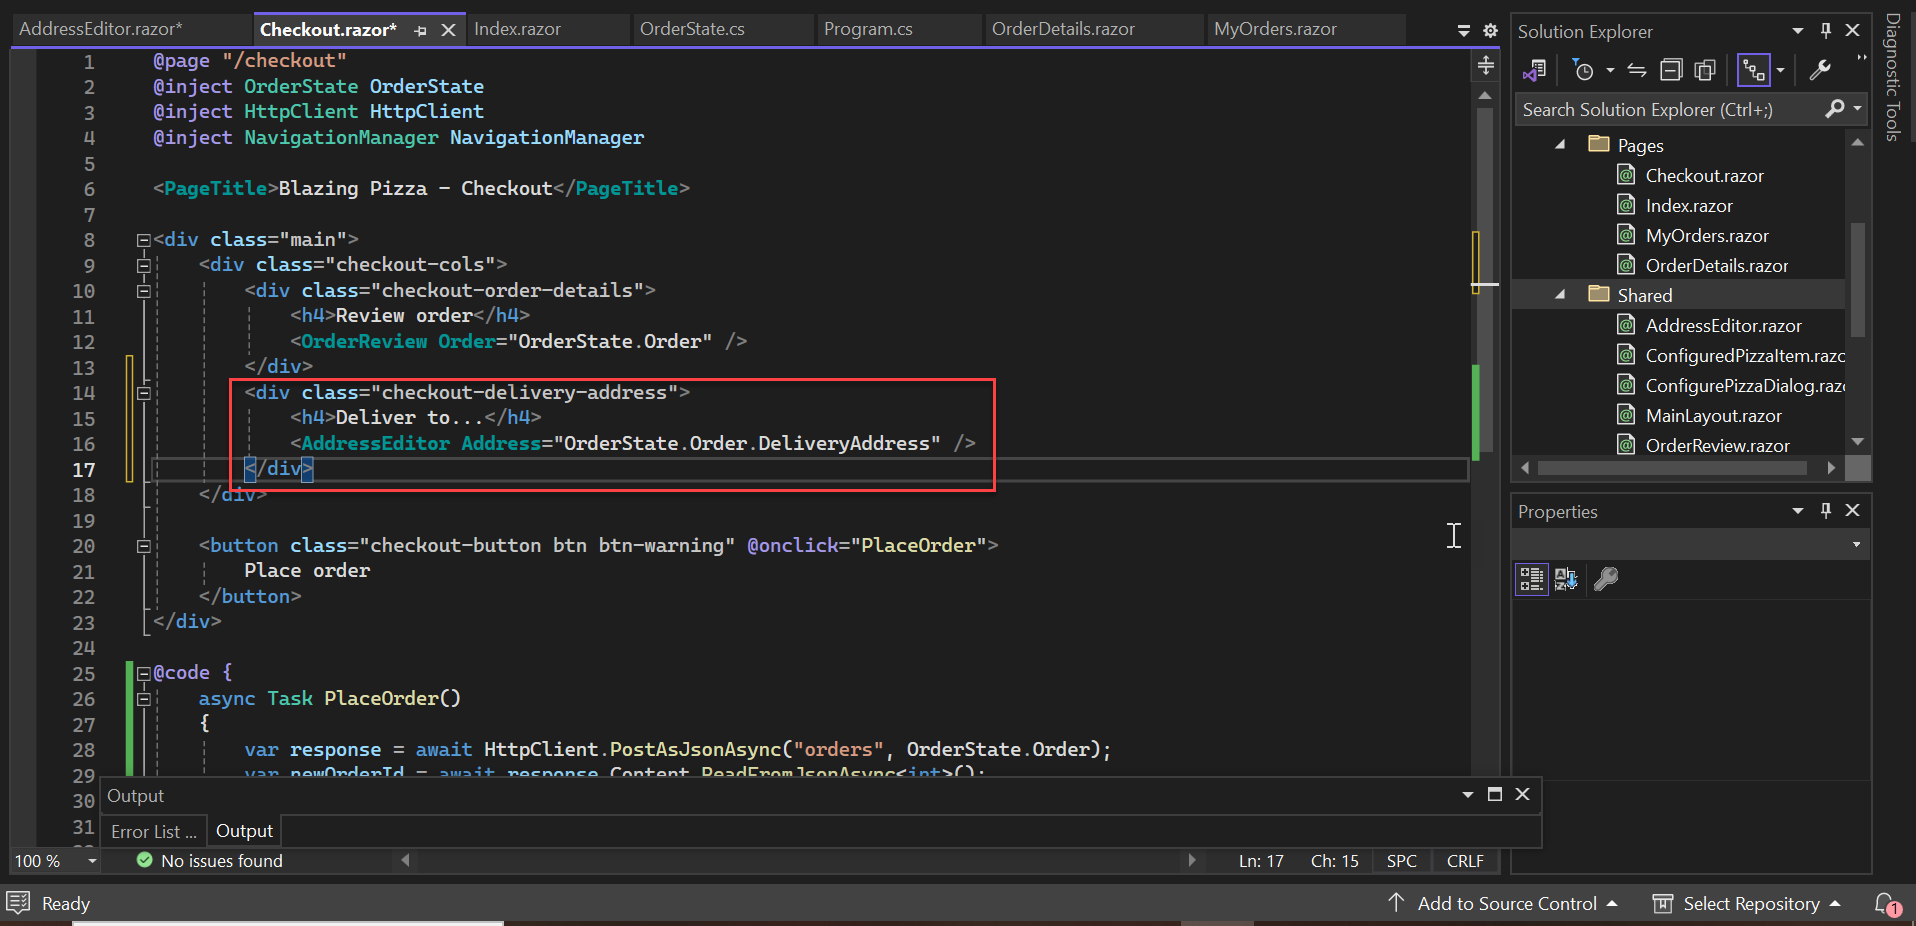 AddressEditor.razor*
Checkout.razor*
Index.razor
OrderState.cs
Program.cs
OrderDetails.razor
MyOrders.razor
1 @page "/checkout"
2 @inject OrderState OrderState
3 @inject HttpClient HttpClient
4 @inject NavigationManager NavigationManager
5
6 <PageTitle>Blazing Pizza - Checkout</PageTitle>
7
8 <div class="main">
9 <div class="checkout-cols">
10 <div class="checkout-order-details">
11 <h4>Review order</h4>
12 <OrderReview Order="OrderState.Order" />
13 </div>
14 <div class="checkout-delivery-address">
15 <h4>Deliver to...</h4>
16 <AddressEditor Address="OrderState.Order.DeliveryAddress" />
17 </div>
18 </div>
19
20 <button class="checkout-button btn btn-warning" @onclick="PlaceOrder">
21 Place order
22 </button>
23 </div>
24
25 @code {
26 async Task PlaceOrder()
27 {
28 var response = await HttpClient.PostAsJsonAsync("orders", OrderState.Order);
29 var newOrderId = await response.Content.ReadFromJsonAsync<int>();
30
31
Output
Error List ...
Output
100 %
No issues found
Ln: 17
Ch: 15
SPC
CRLF
Solution Explorer
Search Solution Explorer (Ctrl+;)
Pages
Checkout.razor
Index.razor
MyOrders.razor
OrderDetails.razor
Shared
AddressEditor.razor
ConfiguredPizzaItem.razo
ConfigurePizzaDialog.razo
MainLayout.razor
OrderReview.razor
Properties
Diagnostic Tools
Ready
Add to Source Control
Select Repository
1